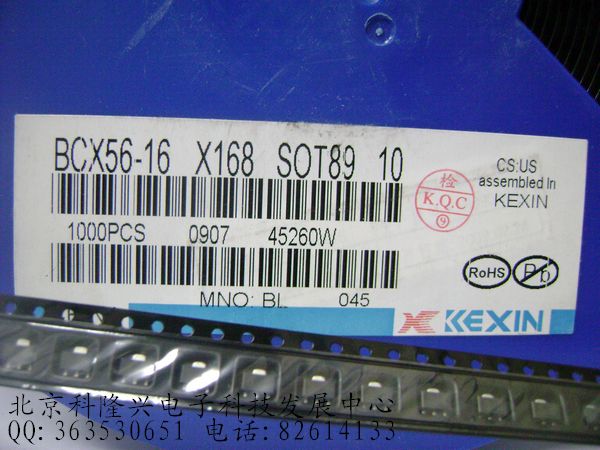 BCX56-16 X168 SOT89 10
CS:US
assembled In
KEXIN
检
K.Q.C
9
1000PCS 0907 45260W
RoHS Pb
MNO: BL 045
KEXIN
北京科隆兴电子科技发展中心
QQ:363530651 电话:82614133